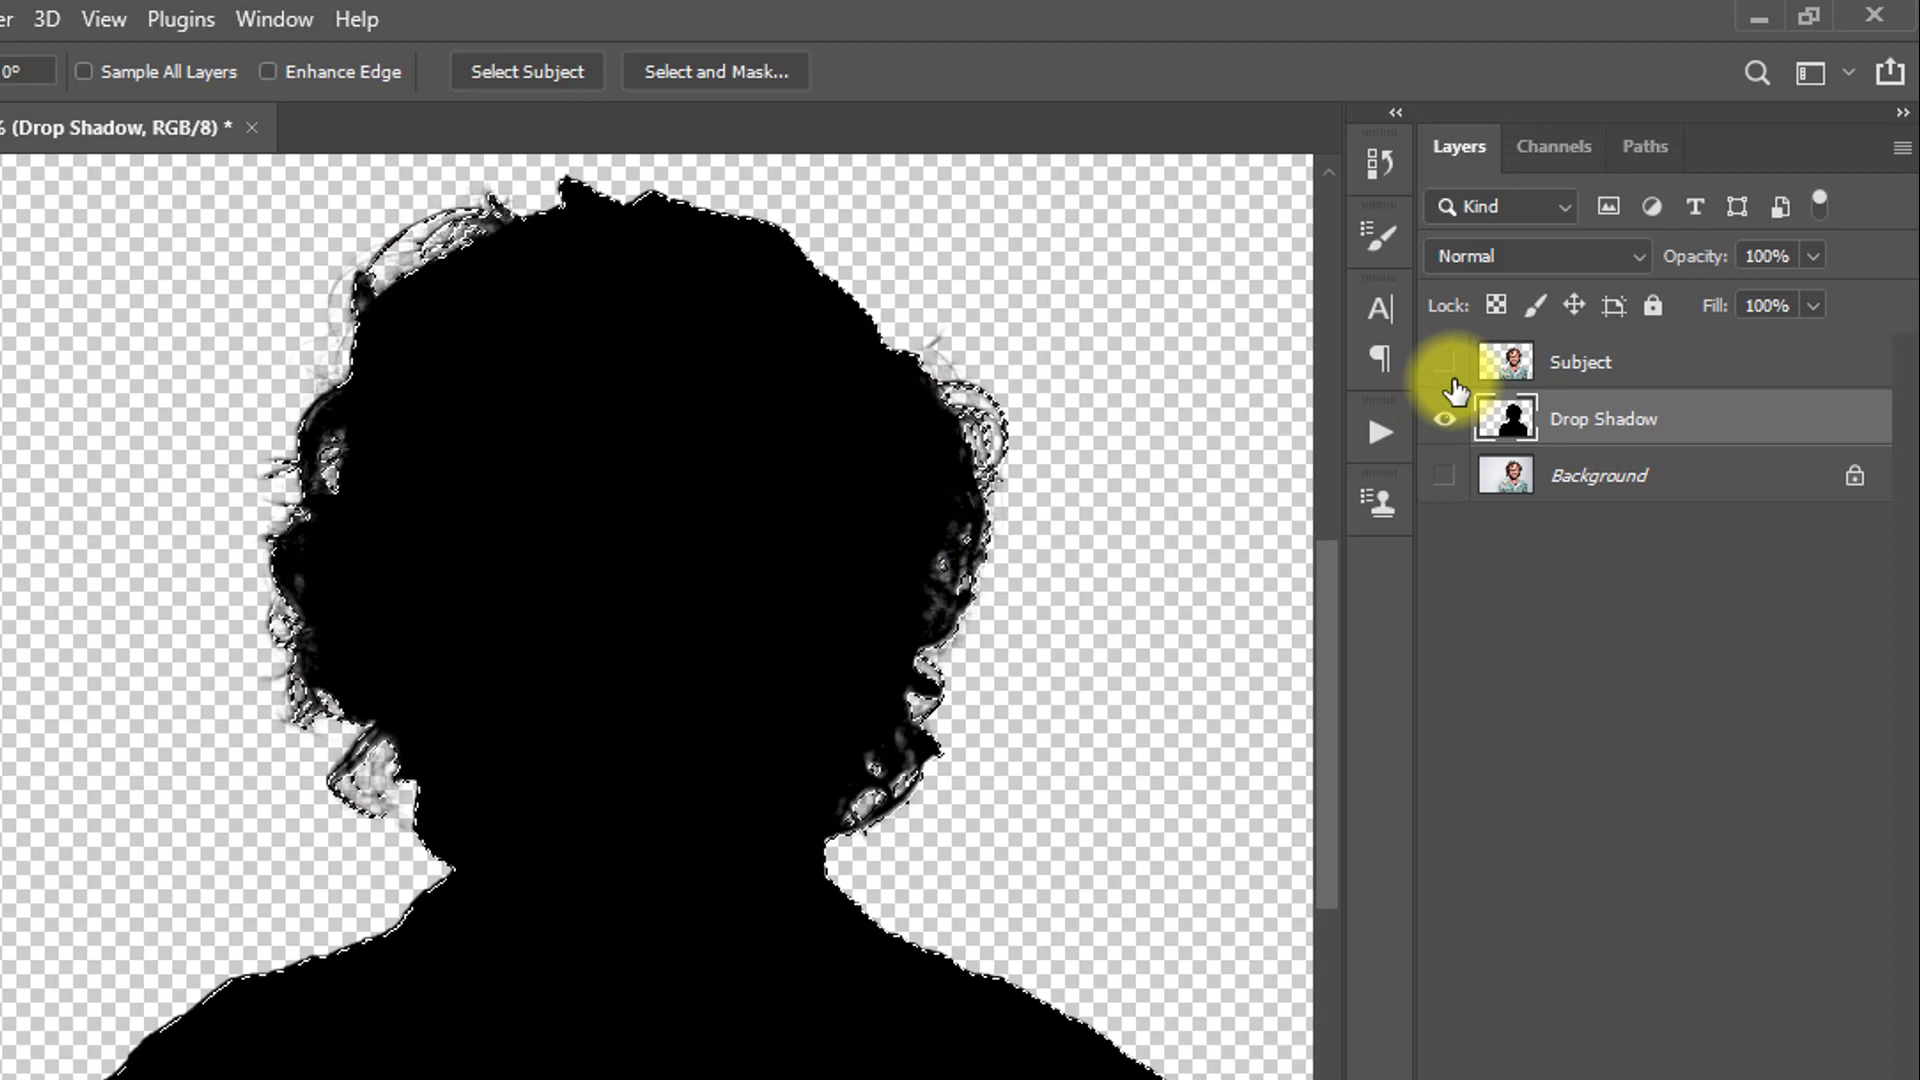 er 3D View Plugins Window Help
0° Sample All Layers Enhance Edge Select Subject Select and Mask...
% (Drop Shadow, RGB/8) * ×
Layers Channels Paths
Kind
Normal Opacity: 100%
Lock: Fill: 100%
Subject
Drop Shadow
Background